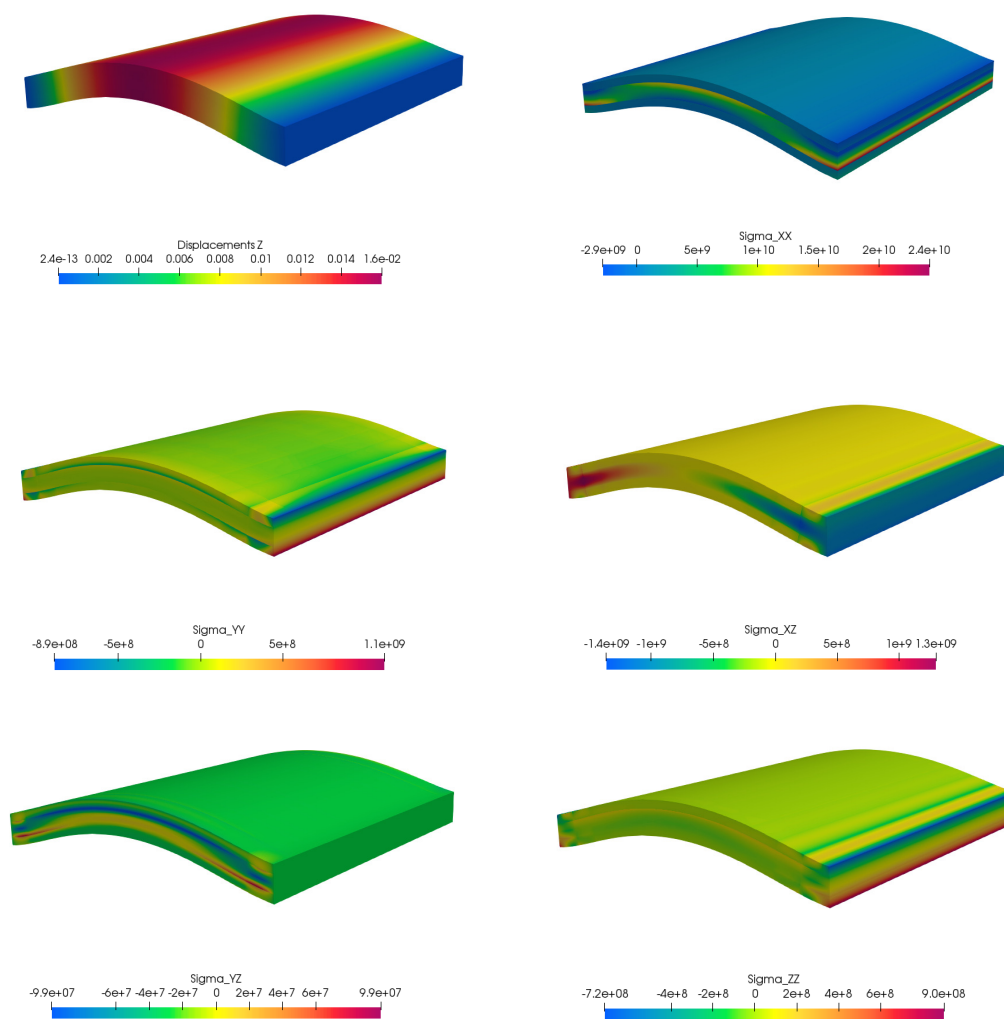 Displacements Z
2.4e-13 0.002 0.004 0.006 0.008 0.01 0.012 0.014 1.6e-02
Sigma_XX
-2.9e+09 0 5e+9 1e+10 1.5e+10 2e+10 2.4e+10
Sigma_YY
-8.9e+08 -5e+8 0 5e+8 1.1e+09
Sigma_XZ
-1.4e+09 -1e+9 -5e+8 0 5e+8 1e+9 1.3e+09
Sigma_YZ
-9.9e+07 -6e+7 -4e+7 -2e+7 0 2e+7 4e+7 6e+7 9.9e+07
Sigma_ZZ
-7.2e+08 -4e+8 -2e+8 0 2e+8 4e+8 6e+8 9.0e+08